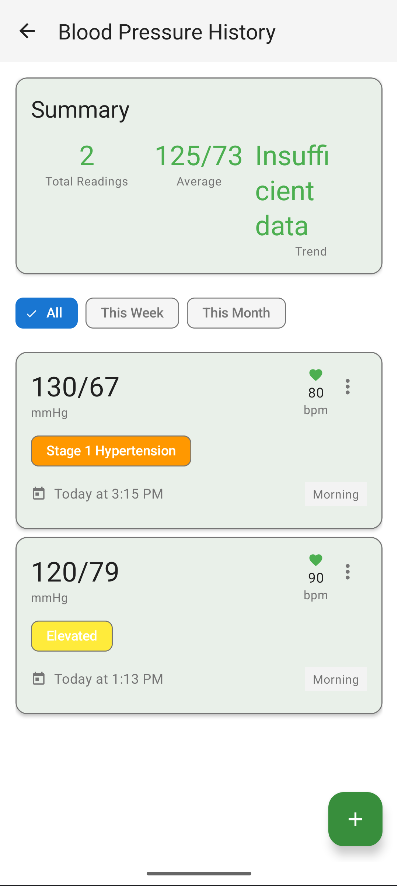 Blood Pressure History
Summary
2
Total Readings
125/73
Average
Insuffi
cient
data
Trend
All
This Week
This Month
130/67
mmHg
80
bpm
Stage 1 Hypertension
Today at 3:15 PM
Morning
120/79
mmHg
90
bpm
Elevated
Today at 1:13 PM
Morning